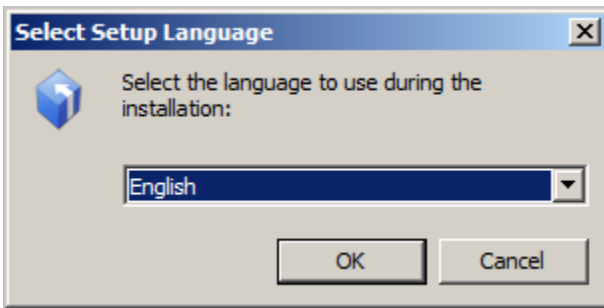 Select Setup Language
Select the language to use during the
installation:
English
OK
Cancel